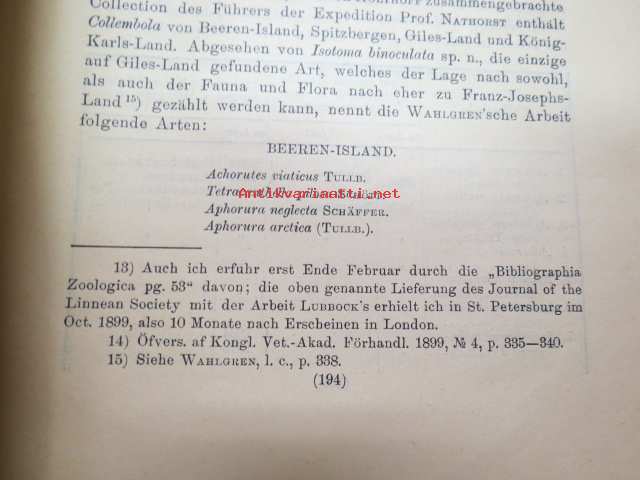 zusammengebrachte
Collection des Führers der Expedition Prof. NATHORST enthält
Collembola von Beeren-Island, Spitzbergen, Giles-Land und König-
Karls-Land. Abgesehen von Isotoma binoculata sp. n., die einzige
auf Giles-Land gefundene Art, welches der Lage nach sowohl,
als auch der Fauna und Flora nach eher zu Franz-Josephs-
Land 15) gezählt werden kann, nennt die WAHLGREN'sche Arbeit
folgende Arten:
BEEREN-ISLAND.
Achorutes viaticus TULLB.
Antikvariaatti.net
Aphorura neglecta SCHÄFFER.
Aphorura arctica (TULLB.).
13) Auch ich erfuhr erst Ende Februar durch die „Bibliographia
Zoologica pg. 53“ davon; die oben genannte Lieferung des Journal of the
Linnean Society mit der Arbeit LUBBOCK's erhielt ich in St. Petersburg im
Oct. 1899, also 10 Monate nach Erscheinen in London.
14) Öfvers. af Kongl. Vet.-Akad. Förhandl. 1899, № 4, p. 335—340.
15) Siehe WAHLGREN, l. c., p. 338.
(194)